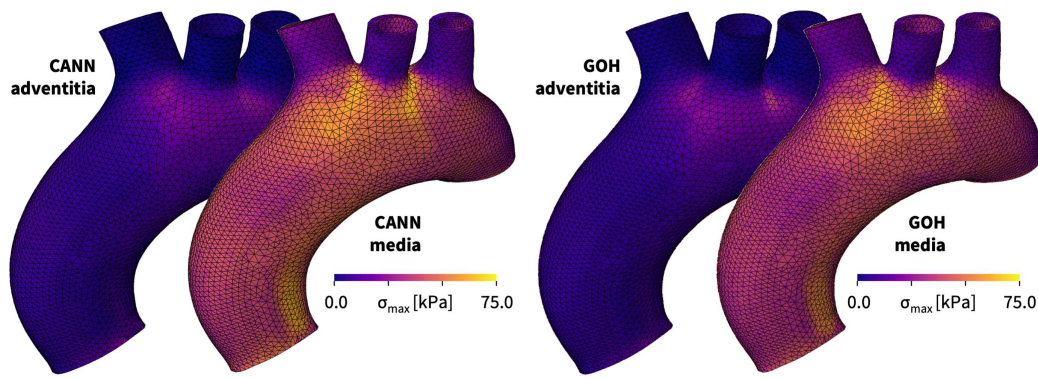 CANN
adventitia
CANN
media
0.0 σmax [kPa] 75.0
GOH
adventitia
GOH
media
0.0 σmax [kPa] 75.0